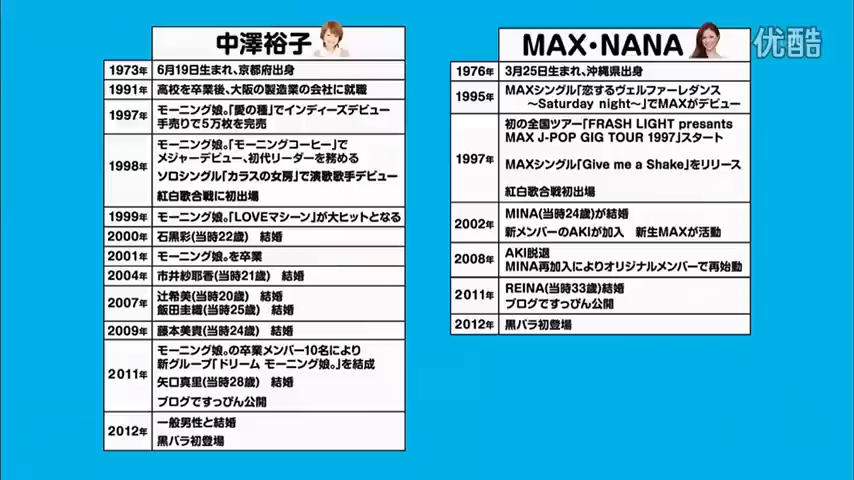 中澤裕子
1973年 6月19日生まれ、京都府出身
1991年 高校を卒業後、大阪の製造業の会社に就職
1997年 モーニング娘。「愛の種」でインディーズデビュー
手売りで5万枚を完売
1998年 モーニング娘。「モーニングコーヒー」で
メジャーデビュー、初代リーダーを務める
ソロシングル「カラスの女房」で演歌歌手デビュー
紅白歌合戦に初出場
1999年 モーニング娘。「LOVEマシーン」が大ヒットとなる
2000年 石黒彩(当時22歳) 結婚
2001年 モーニング娘。を卒業
2004年 市井紗耶香(当時21歳) 結婚
2007年 辻希美(当時20歳) 結婚
飯田圭織(当時25歳) 結婚
2009年 藤本美貴(当時24歳) 結婚
2011年 モーニング娘。の卒業メンバー10名により
新グループ「ドリーム モーニング娘。」を結成
矢口真里(当時28歳) 結婚
ブログですっぴん公開
2012年 一般男性と結婚
黒バラ初登場
MAX・NANA
1976年 3月25日生まれ、沖縄県出身
1995年 MAXシングル「恋するヴェルファーレダンス
～Saturday night～」でMAXがデビュー
1997年 初の全国ツアー「FRASH LIGHT presants
MAX J-POP GIG TOUR 1997」スタート
MAXシングル「Give me a Shake」をリリース
紅白歌合戦初出場
2002年 MINA(当時24歳)が結婚
新メンバーのAKIが加入 新生MAXが活動
2008年 AKI脱退
MINA再加入によりオリジナルメンバーで再始動
2011年 REINA(当時33歳)結婚
ブログですっぴん公開
2012年 黒バラ初登場
优酷